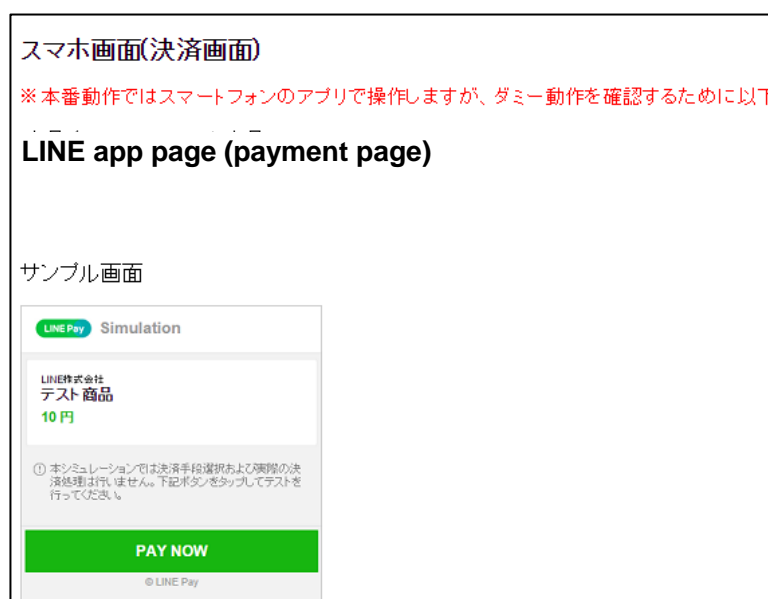 スマホ画面(決済画面)
※本番動作ではスマートフォンのアプリで操作しますが、ダミー動作を確認するために以下
LINE app page (payment page)
サンプル画面
LINE Pay Simulation
LINE株式会社
テスト商品
10 円
本シミュレーションでは決済手段選択および実際の決
済処理は行いません。下記ボタンをタップしてテストを
行ってください。
PAY NOW
© LINE Pay